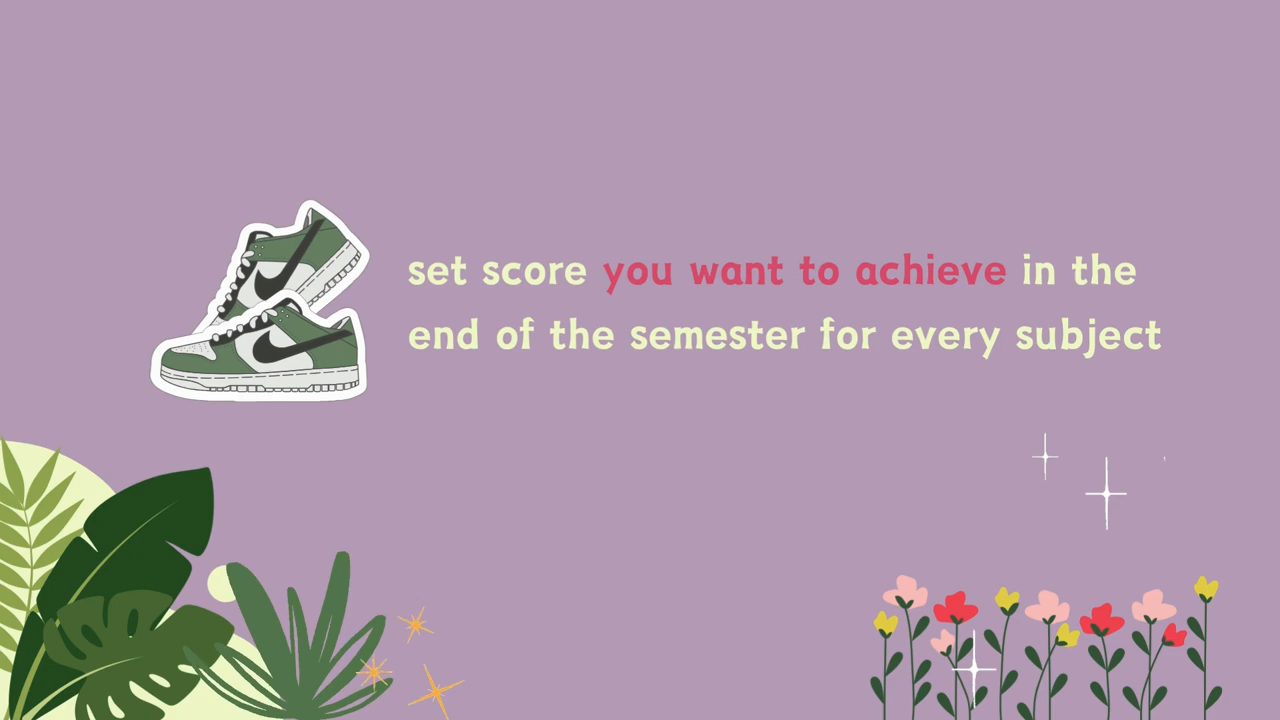 set score you want to achieve in the
end of the semester for every subject